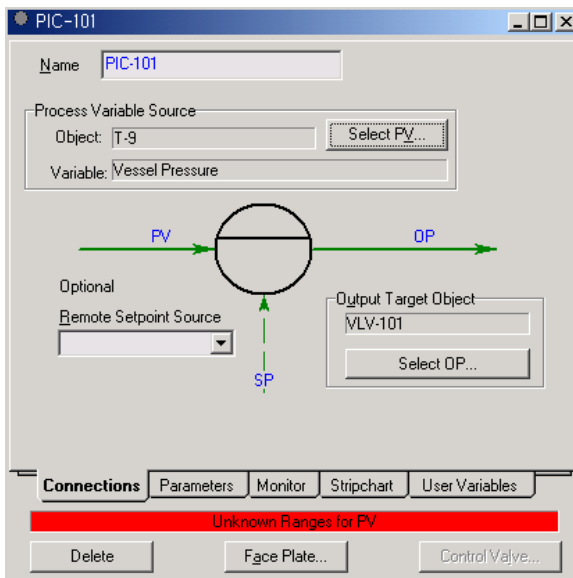 PIC-101
Name PIC-101
Process Variable Source
Object: T-9 Select PV...
Variable: Vessel Pressure
PV OP
Optional
Remote Setpoint Source
Output Target Object
VLV-101
Select OP...
SP
Connections Parameters Monitor Stripchart User Variables
Unknown Ranges for PV
Delete Face Plate... Control Valve...